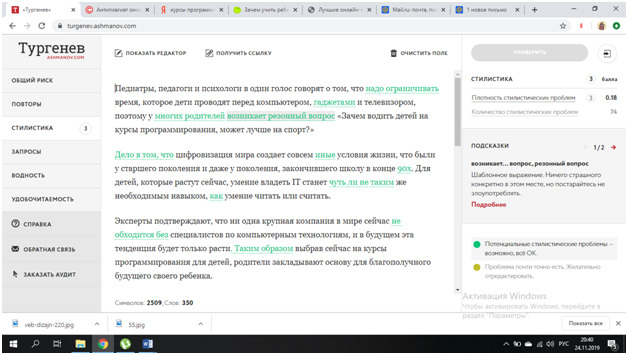 «Тургенев»
Антиплагиат онл
курсы программ
Зачем учить ребе
Лучшие онлайн-
Mail.ru: почта, по
1 новое письмо
turgenev.ashmanov.com
Тургенев
ASHMANOV.COM
ПОКАЗАТЬ РЕДАКТОР
ПОЛУЧИТЬ ССЫЛКУ
ОЧИСТИТЬ ПОЛЕ
ПРОВЕРИТЬ
ОБЩИЙ РИСК
ПОВТОРЫ
СТИЛИСТИКА 3
ЗАПРОСЫ
ВОДНОСТЬ
УДОБОЧИТАЕМОСТЬ
СПРАВКА
ОБРАТНАЯ СВЯЗЬ
ЗАКАЗАТЬ АУДИТ
Педиатры, педагоги и психологи в один голос говорят о том, что надо ограничивать
время, которое дети проводят перед компьютером, гаджетами и телевизором,
поэтому у многих родителей возникает резонный вопрос «Зачем водить детей на
курсы программирования, может лучше на спорт?»
Дело в том, что цифровизация мира создает совсем иные условия жизни, что были
у старшего поколения и даже у поколения, закончившего школу в конце 90х. Для
детей, которые растут сейчас, умение владеть IT станет чуть ли не таким же
необходимым навыком, как умение читать или считать.
Эксперты подтверждают, что ни одна крупная компания в мире сейчас не
обходится без специалистов по компьютерным технологиям, и в будущем эта
тенденция будет только расти. Таким образом выбрав сейчас на курсы
программирования для детей, родители закладывают основу для благополучного
будущего своего ребенка.
Символов: 2509, Слов: 350
СТИЛИСТИКА 3 балла
Плотность стилистических проблем 3 0.18
Количество стилистических проблем 74
ПОДСКАЗКИ 1/2
возникает... вопрос, резонный вопрос
Шаблонное выражение. Ничего страшного
конкретно в этом месте, но постарайтесь не
злоупотреблять.
Подробнее
Потенциальные стилистические проблемы –
возможно, всё ОК.
Проблема почти точно есть. Желательно
отредактировать.
Активация Windows
Чтобы активировать Windows, перейдите в
раздел "Параметры".
veb-dizajn-220.jpg
55.jpg
Показать все
РУС
20:40
24.11.2019